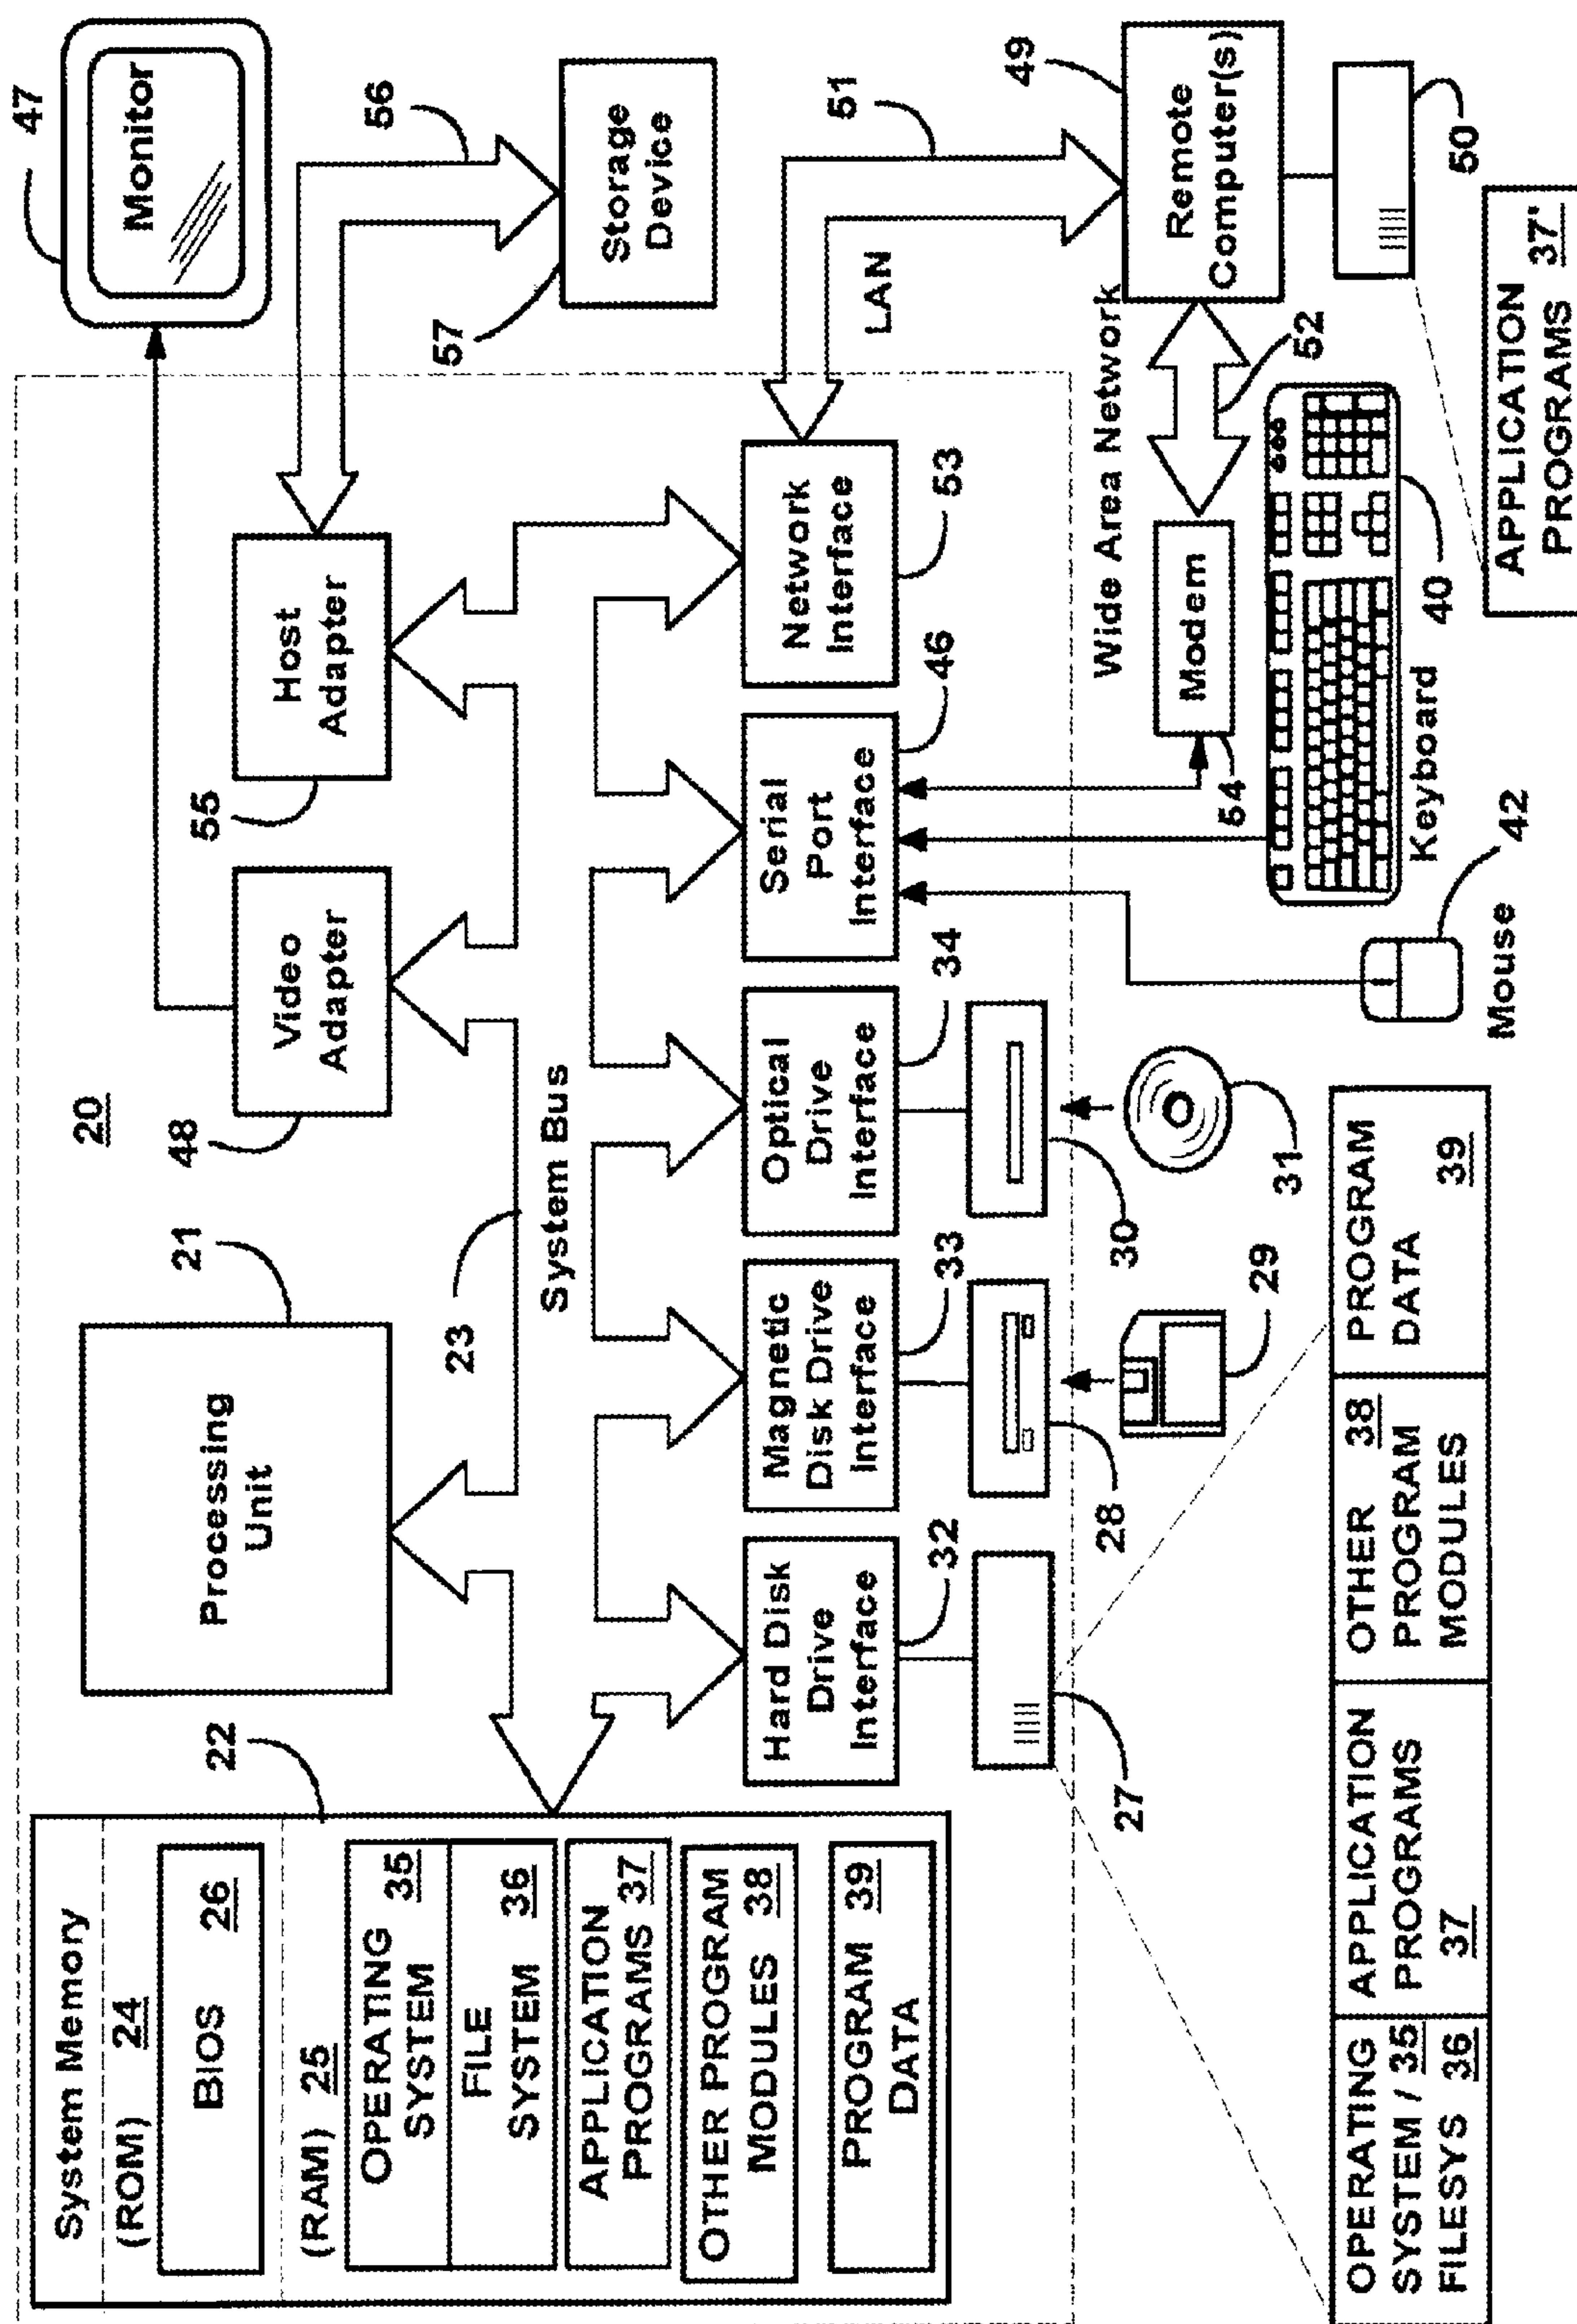 System Memory
(ROM) 24
BIOS 26
(RAM) 25
22
OPERATING
SYSTEM 35
FILE
SYSTEM 36
APPLICATION
PROGRAMS 37
OTHER PROGRAM
MODULES 38
PROGRAM 39
DATA
Processing
Unit
21
20
Video
Adapter
48
Host
Adapter
55
47
Monitor
56
23
System Bus
57
Storage
Device
Hard Disk
Drive
Interface
32
Magnetic
Disk Drive
Interface
33
Optical
Drive
Interface
34
Serial
Port
Interface
46
Network
Interface
53
LAN
51
27
28
29
30
31
Wide Area Network
49
Remote
Computer(s)
Modem
54
52
50
40
Keyboard
42
Mouse
OPERATING
SYSTEM / 35
FILESYS 36
APPLICATION
PROGRAMS
37
OTHER 38
PROGRAM
MODULES
PROGRAM
DATA
39
APPLICATION
PROGRAMS 37'